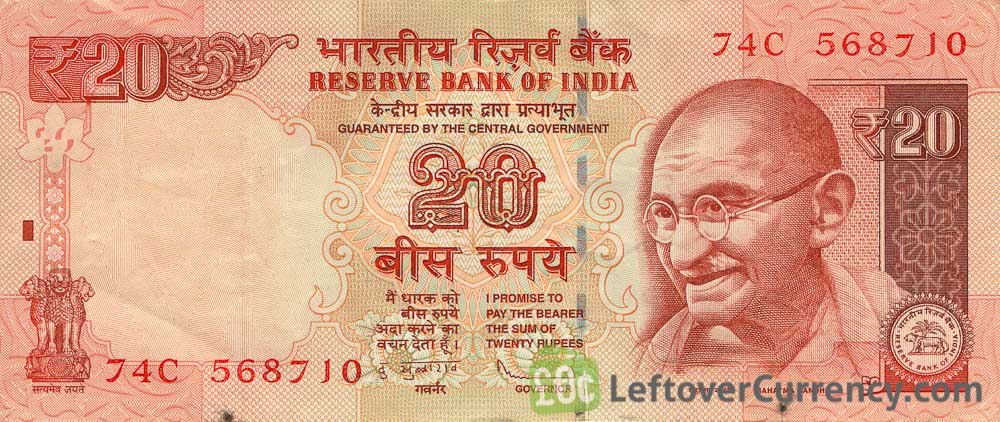 ₹20
भारतीय रिज़र्व बैंक
RESERVE BANK OF INDIA
केन्द्रीय सरकार द्वारा प्रत्याभूत
GUARANTEED BY THE CENTRAL GOVERNMENT
74C 568710
₹20
20
बीस रुपये
मैं धारक को
बीस रुपये
अदा करने का
वचन देता हूँ।
I PROMISE TO
PAY THE BEARER
THE SUM OF
TWENTY RUPEES
गवर्नर
GOVERNOR
सत्यमेव जयते
74C 568710
भारतीय रिज़र्व बैंक
RESERVE BANK OF INDIA
LOC LeftoverCurrency.com